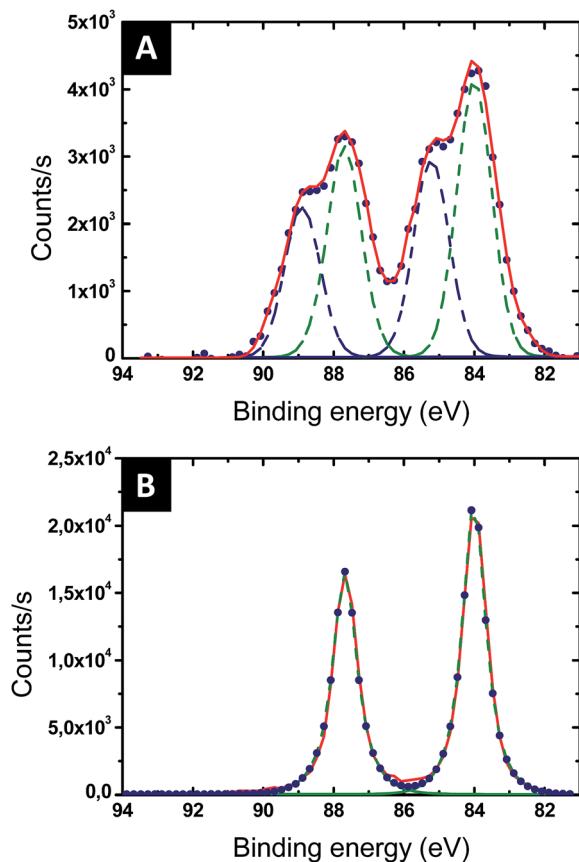 A
5x10³
4x10³
3x10³
2x10³
1x10³
0
Counts/s
94 92 90 88 86 84 82
Binding energy (eV)
B
2,5x10⁴
2,0x10⁴
1,5x10⁴
1,0x10⁴
5,0x10³
0,0
Counts/s
94 92 90 88 86 84 82
Binding energy (eV)